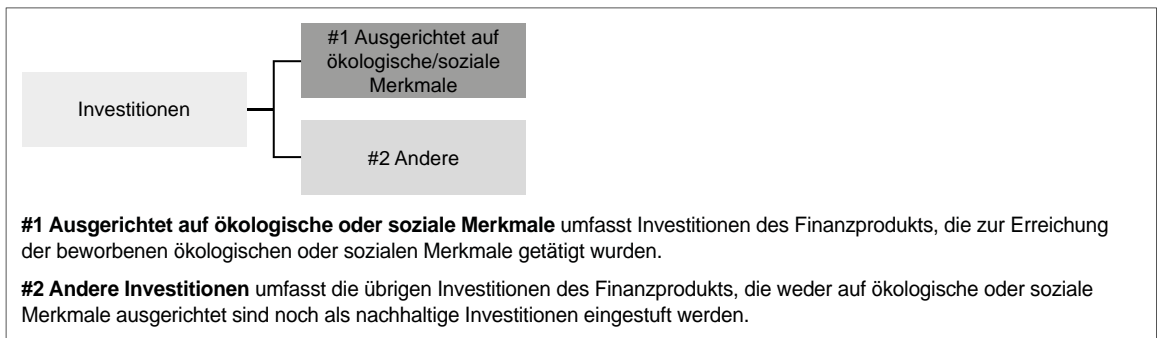 #1 Ausgerichtet auf
ökologische/soziale
Merkmale
Investitionen
#2 Andere
#1 Ausgerichtet auf ökologische oder soziale Merkmale umfasst Investitionen des Finanzprodukts, die zur Erreichung
der beworbenen ökologischen oder sozialen Merkmale getätigt wurden.
#2 Andere Investitionen umfasst die übrigen Investitionen des Finanzprodukts, die weder auf ökologische oder soziale
Merkmale ausgerichtet sind noch als nachhaltige Investitionen eingestuft werden.